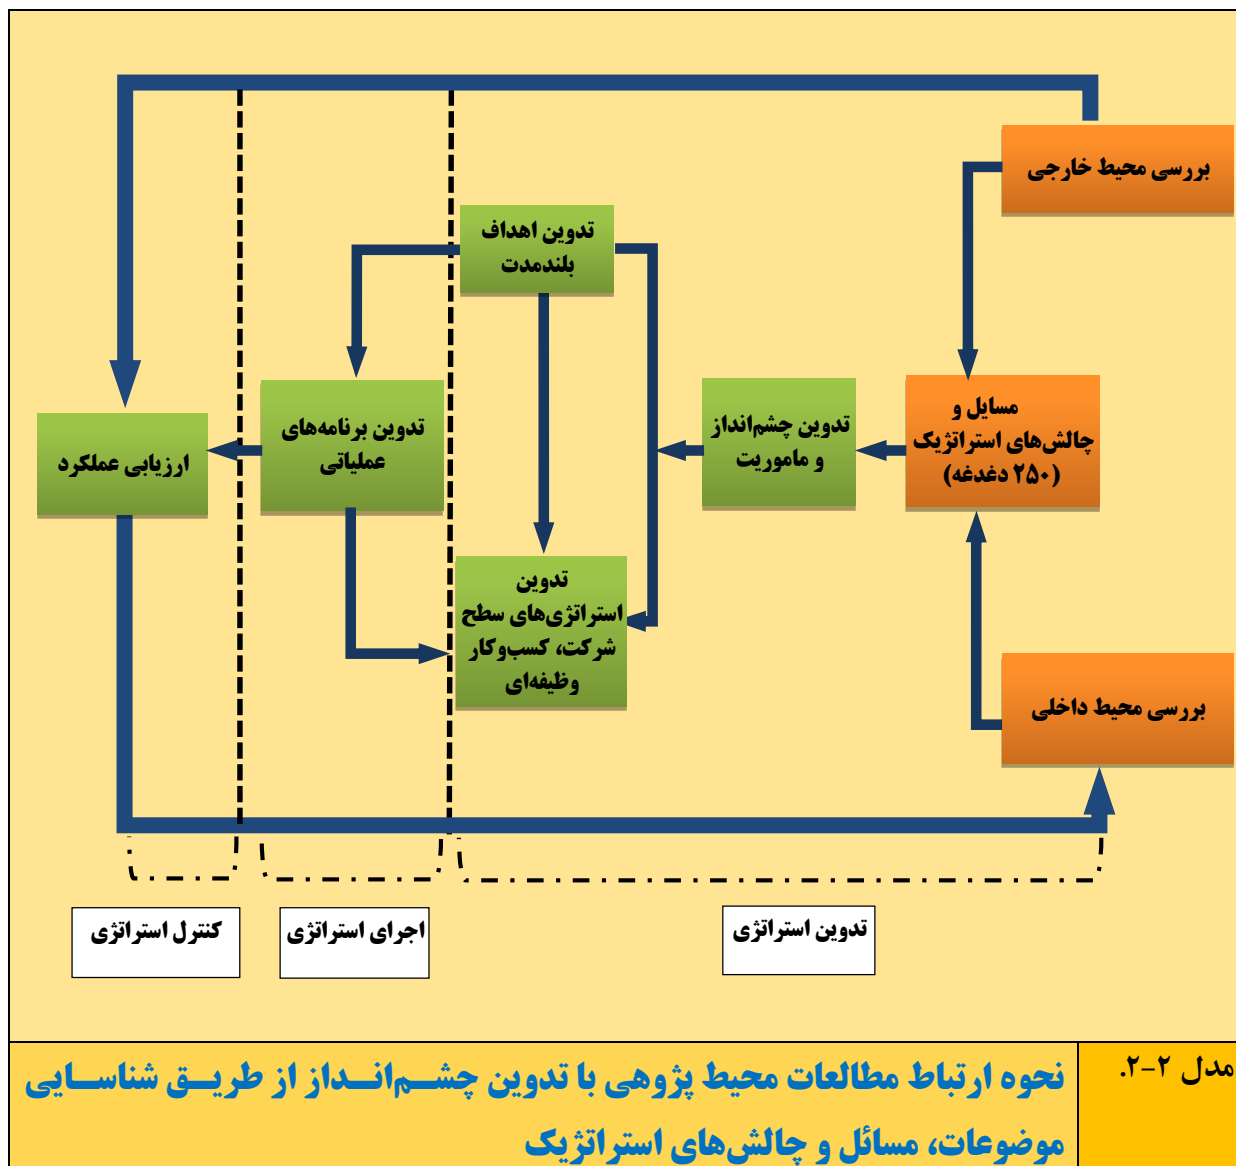 بررسی محیط خارجی
تدوین اهداف
بلندمدت
مسایل و
چالش‌های استراتژیک
(۲۵۰ دغدغه)
تدوین چشم‌انداز
و ماموریت
تدوین برنامه‌های
عملیاتی
ارزیابی عملکرد
تدوین
استراتژی‌های سطح
شرکت، کسب‌وکار
وظیفه‌ای
بررسی محیط داخلی
تدوین استراتژی
اجرای استراتژی
کنترل استراتژی
مدل ۲-۲.
نحوه ارتباط مطالعات محیط پژوهی با تدوین چشم‌انداز از طریق شناسایی
موضوعات، مسائل و چالش‌های استراتژیک